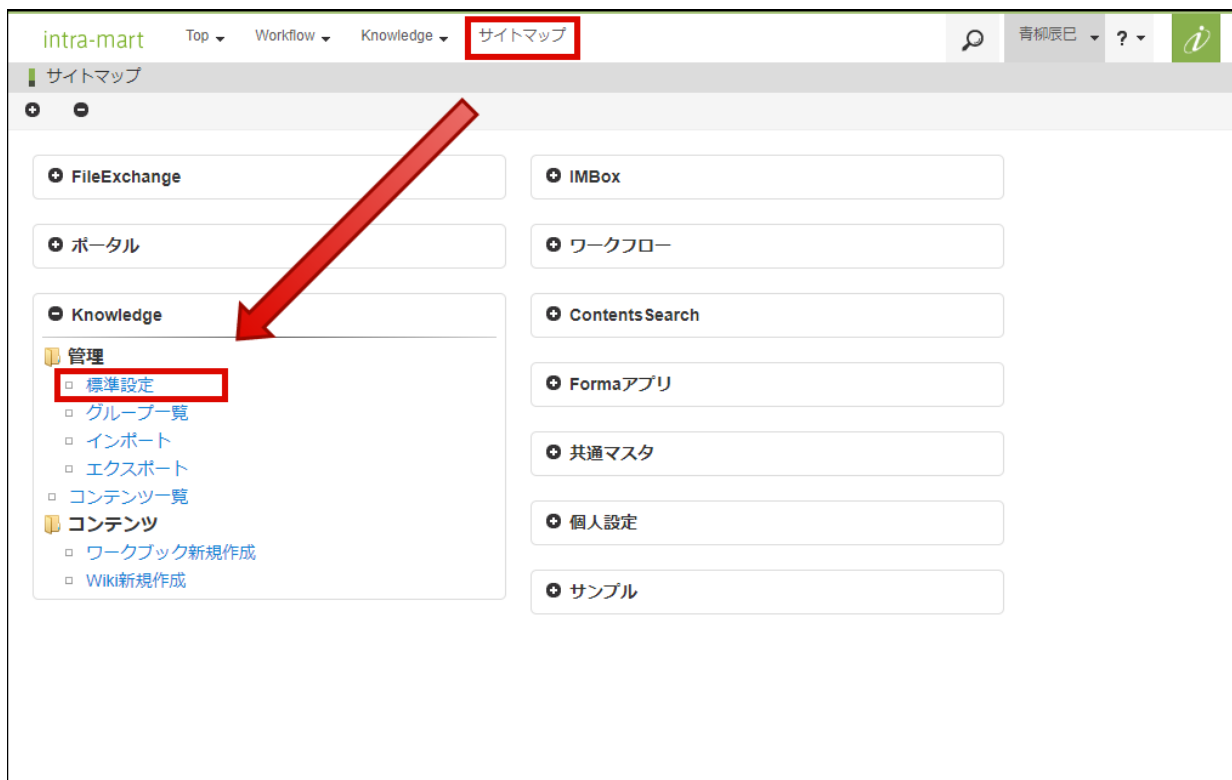 intra-mart Top Workflow Knowledge サイトマップ 青柳辰巳 ?
サイトマップ
FileExchange
ポータル
Knowledge
管理
標準設定
グループ一覧
インポート
エクスポート
コンテンツ一覧
コンテンツ
ワークブック新規作成
Wiki新規作成
IMBox
ワークフロー
ContentsSearch
Formaアプリ
共通マスタ
個人設定
サンプル